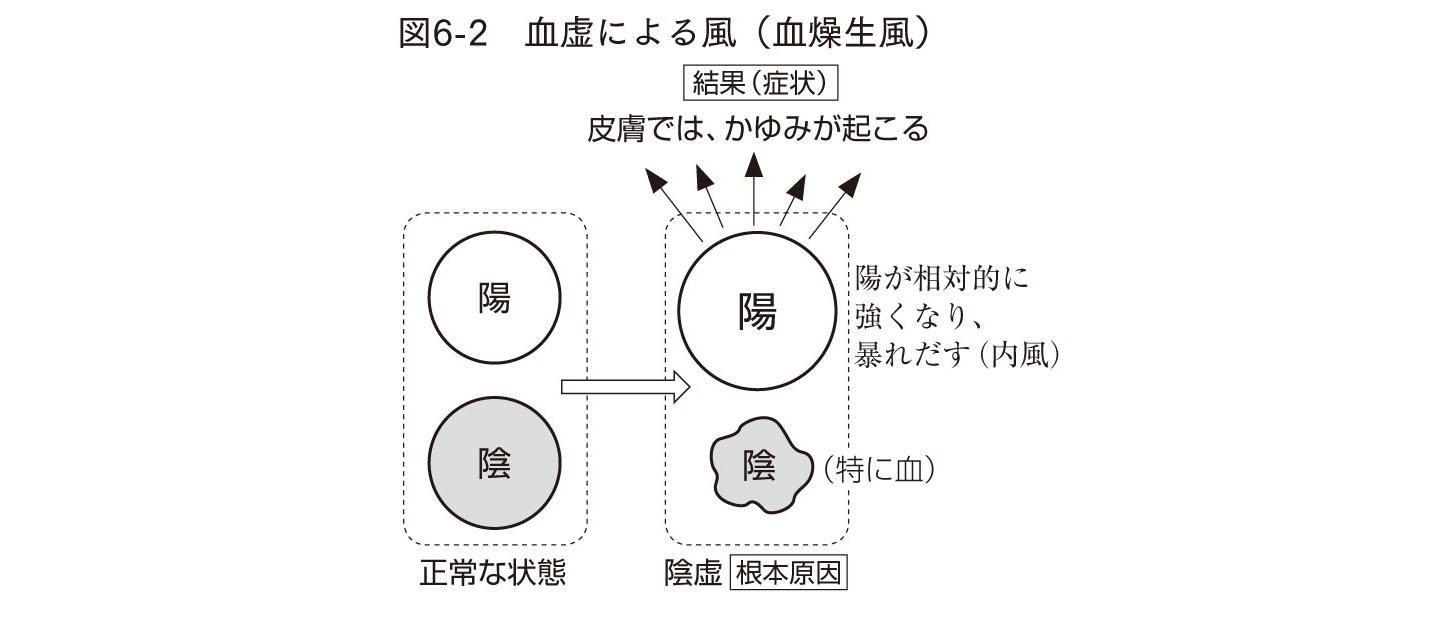 図6-2　血虚による風（血燥生風）
結果（症状）
皮膚では、かゆみが起こる
陽
陰
正常な状態
陽
陽が相対的に
強くなり、
暴れだす（内風）
陰
（特に血）
陰虚 根本原因